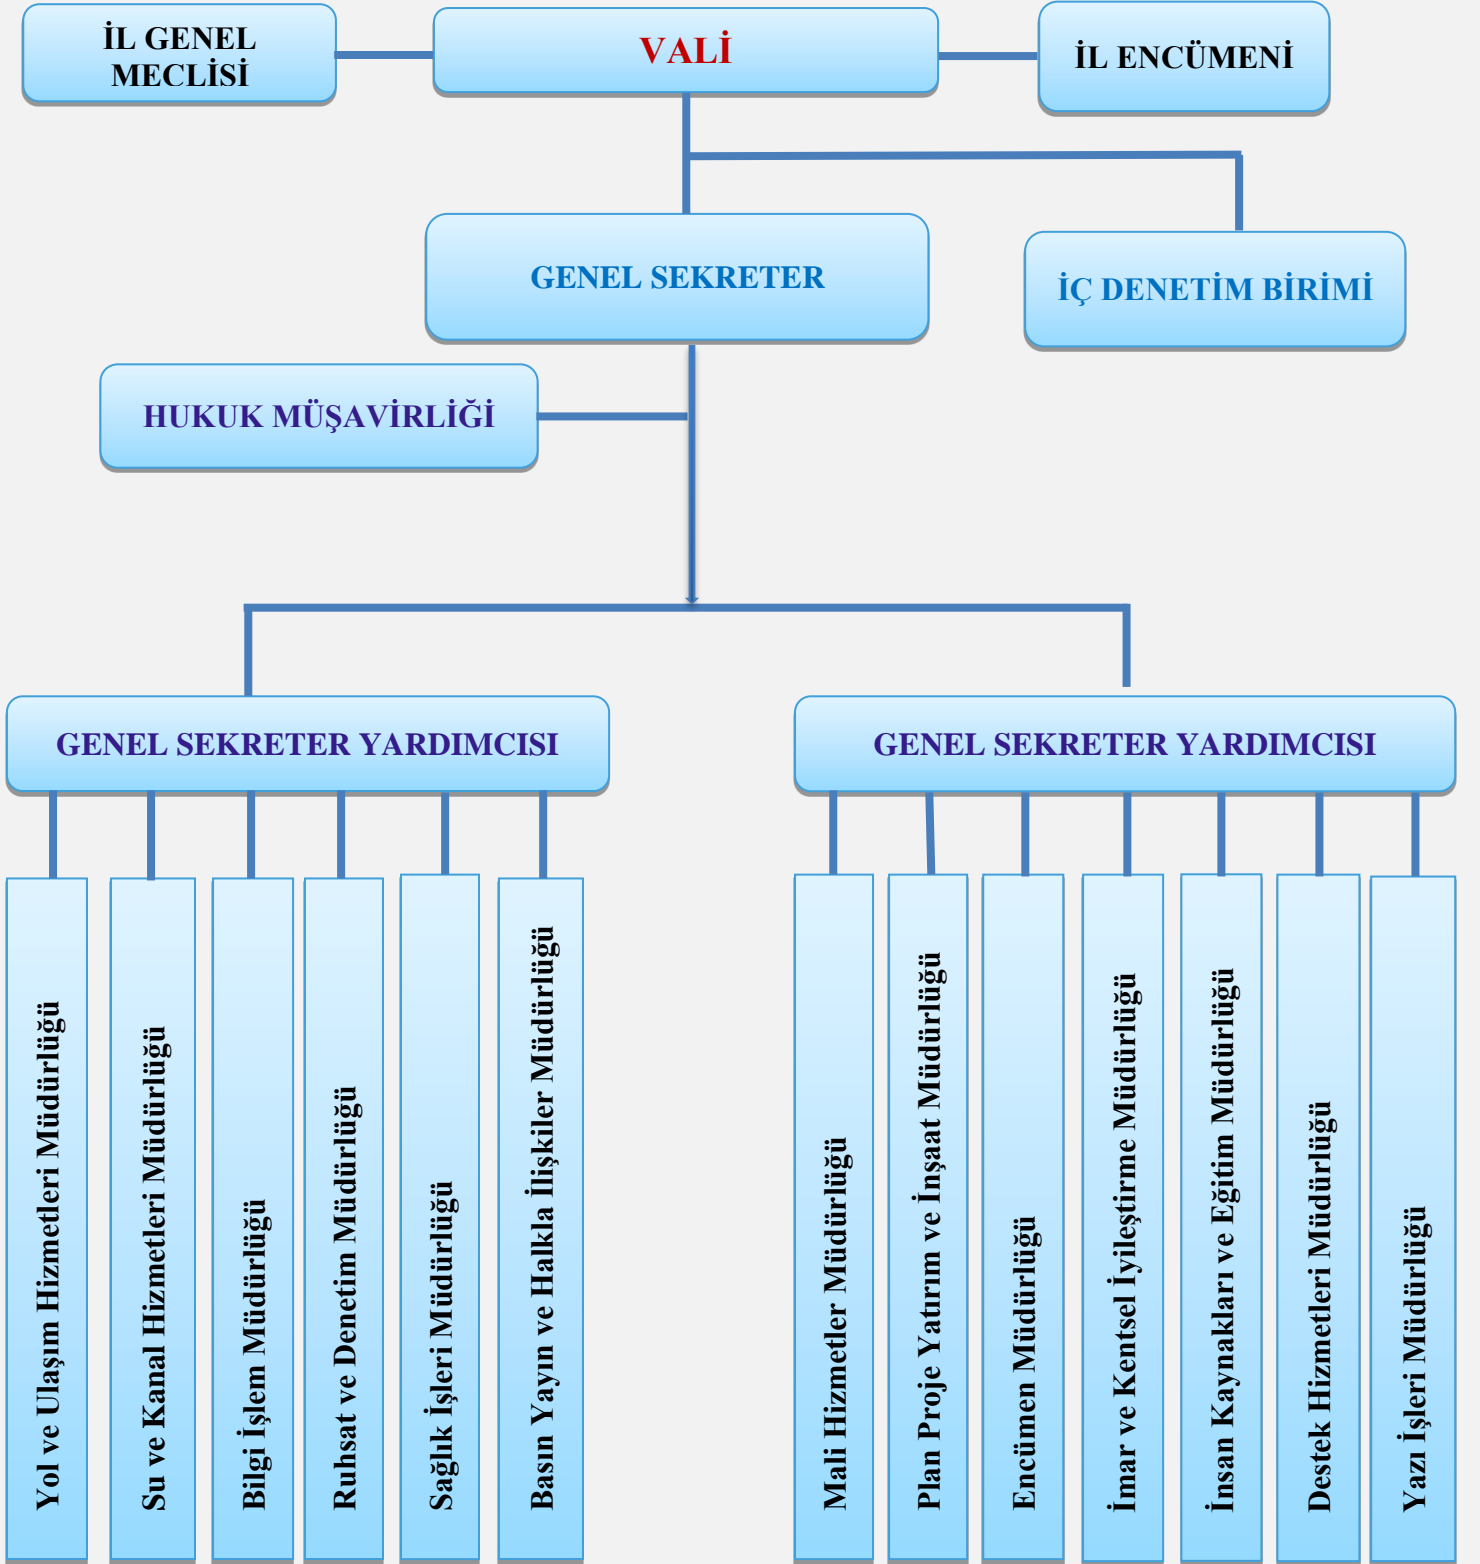 İL GENEL
MECLİSİ
VALİ
İL ENCÜMENİ
GENEL SEKRETER
İÇ DENETİM BİRİMİ
HUKUK MÜŞAVİRLİĞİ
GENEL SEKRETER YARDIMCISI
GENEL SEKRETER YARDIMCISI
Yol ve Ulaşım Hizmetleri Müdürlüğü
Su ve Kanal Hizmetleri Müdürlüğü
Bilgi İşlem Müdürlüğü
Ruhsat ve Denetim Müdürlüğü
Sağlık İşleri Müdürlüğü
Basın Yayın ve Halkla İlişkiler Müdürlüğü
Mali Hizmetler Müdürlüğü
Plan Proje Yatırım ve İnşaat Müdürlüğü
Encümen Müdürlüğü
İmar ve Kentsel İyileştirme Müdürlüğü
İnsan Kaynakları ve Eğitim Müdürlüğü
Destek Hizmetleri Müdürlüğü
Yazı İşleri Müdürlüğü